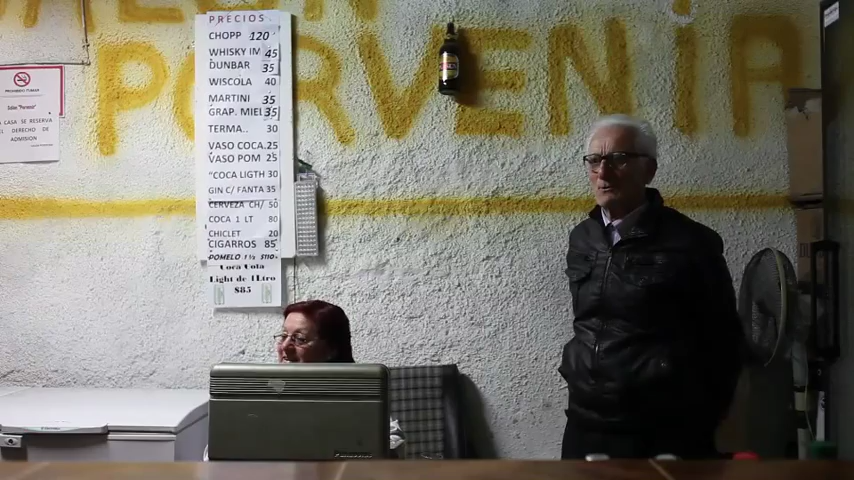 PORVENIR
PROHIBIDO FUMAR
Salon "Porvenir"
LA CASA SE RESERVA
EL DERECHO DE
ADMISION
PRECIOS
CHOPP 120
WHISKY IM 45
DUNBAR 35
WISCOLA 40
MARTINI 35
GRAP. MIEL 35
TERMA.. 30
VASO COCA. 25
VASO POM. 25
"COCA LIGTH 30
GIN C/ FANTA 35
CERVEZA CH/ 50
COCA 1 LT 80
CHICLET 20
CIGARROS 85
POMELO 1½ $110
Coca Cola
Light de 1Ltro
$85